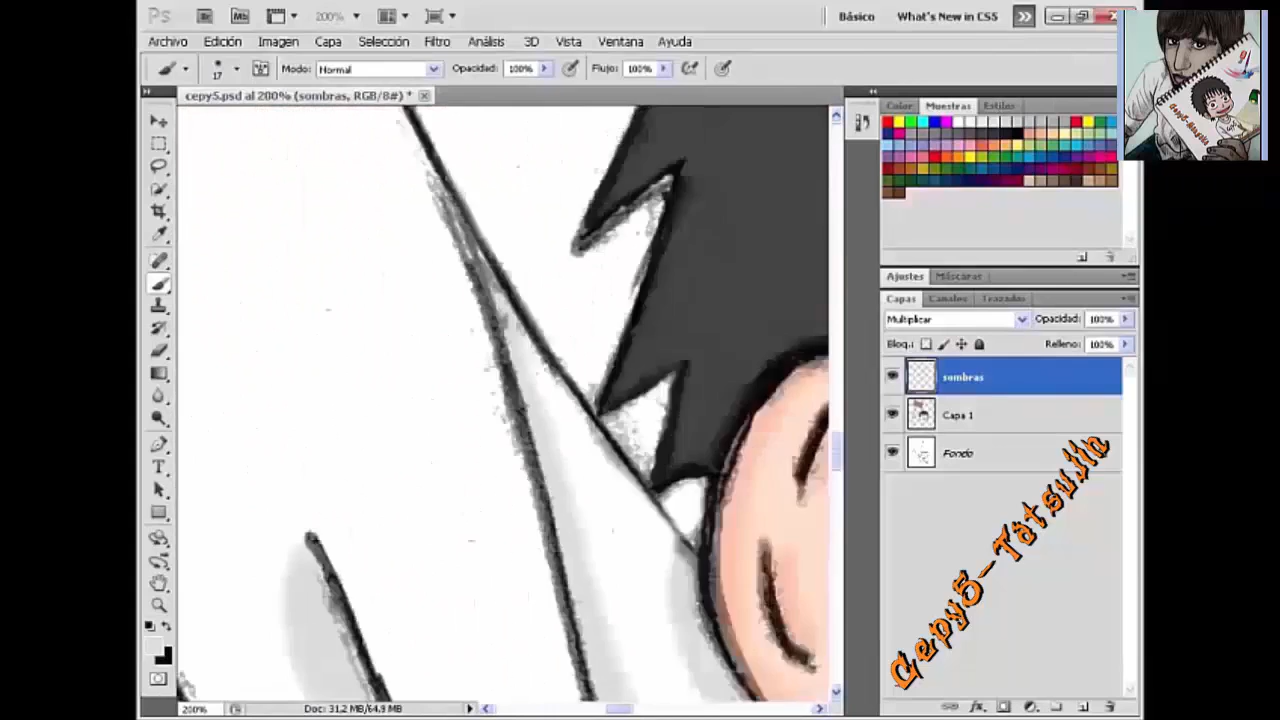 Ps Br Mb 200% Básico What's New in CS5
Archivo Edición Imagen Capa Selección Filtro Análisis 3D Vista Ventana Ayuda
17 Modo: Normal Opacidad: 100% Flujo: 100%
cepy5.psd al 200% (sombras, RGB/8#) *
Color Muestras Estilos
Ajustes Máscaras
Capas Canales Trazados
Multiplicar Opacidad: 100%
Bloq.: Relleno: 100%
sombras
Capa 1
Fondo
Cepy5-Tatsujin
200% Doc: 31,2 MB/64,9 MB